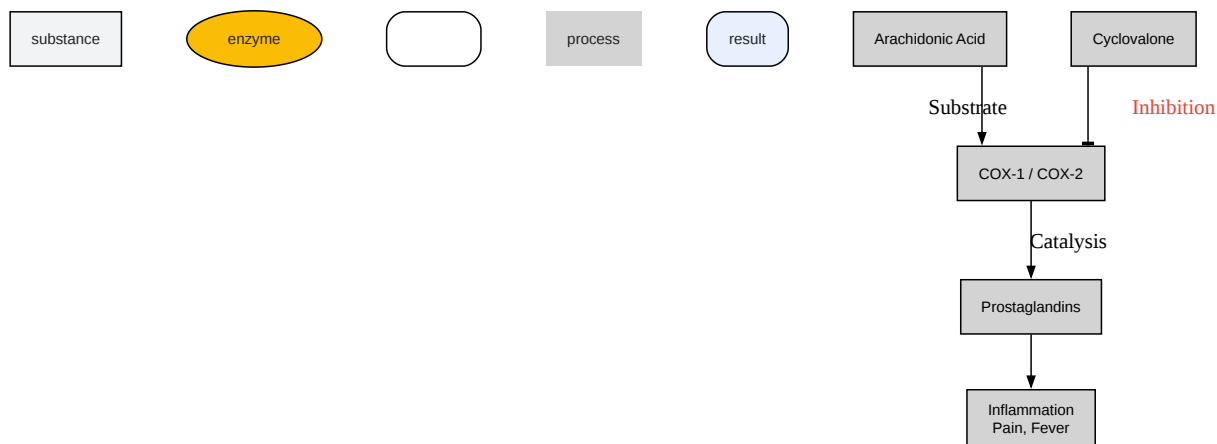 substance
enzyme
process
result
Arachidonic Acid
Cyclovalone
Substrate
Inhibition
COX-1 / COX-2
Catalysis
Prostaglandins
Inflammation
Pain, Fever